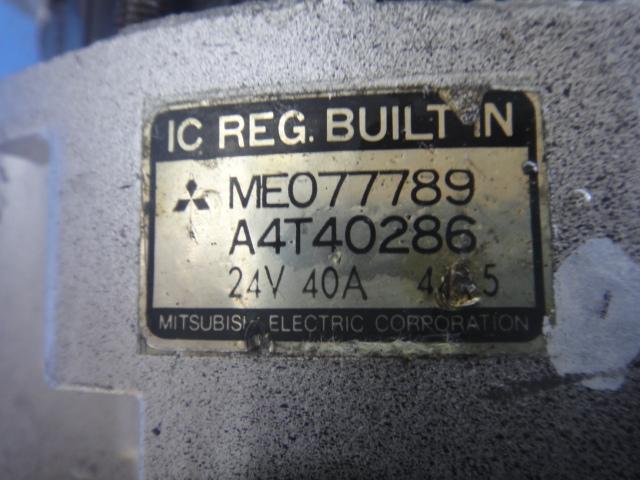 IC REG. BUILT IN
ME077789
A4T40286
24V 40A
MITSUBISHI ELECTRIC CORPORATION